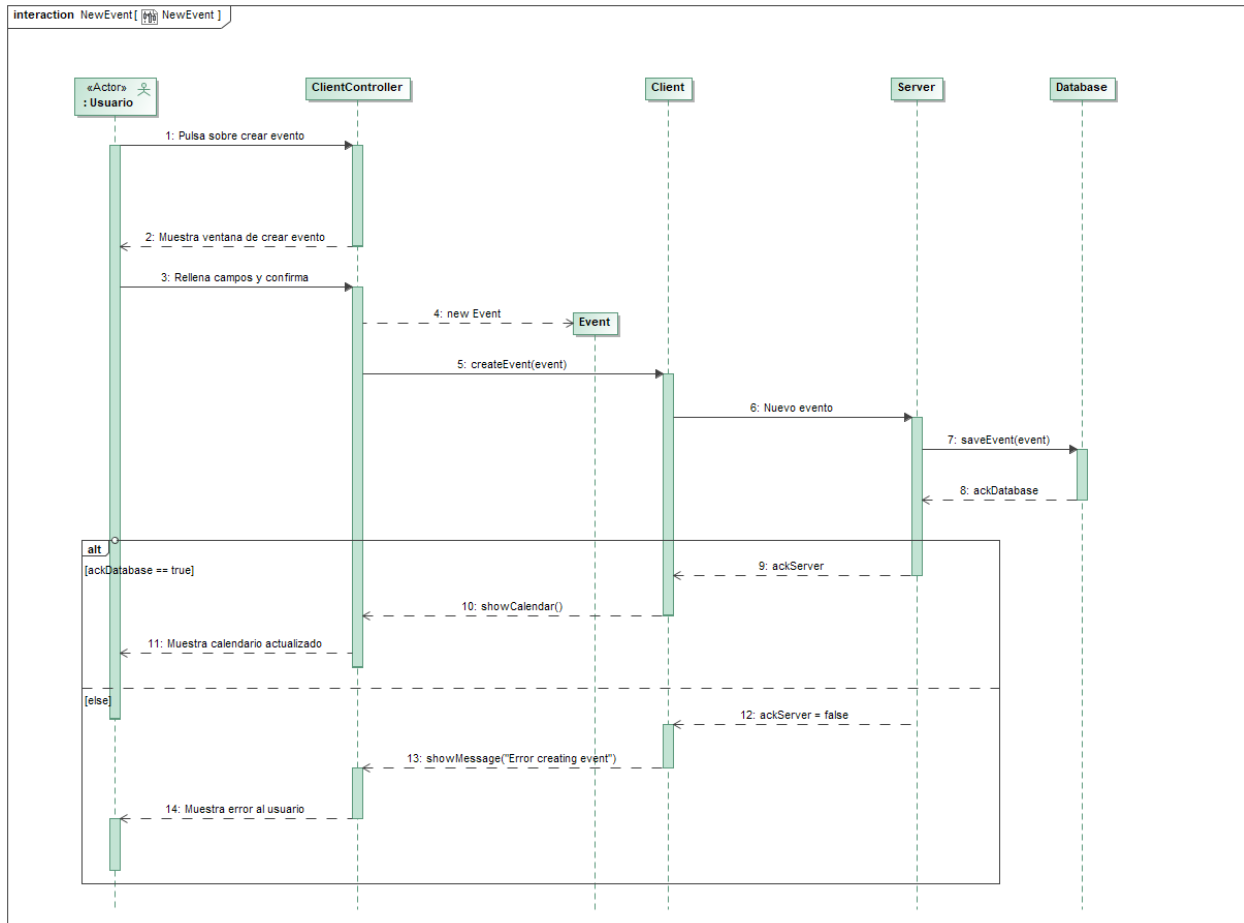 interaction NewEvent[ NewEvent ]
«Actor»
: Usuario
ClientController
Client
Server
Database
1: Pulsa sobre crear evento
2: Muestra ventana de crear evento
3: Rellena campos y confirma
4: new Event
Event
5: createEvent(event)
6: Nuevo evento
7: saveEvent(event)
8: ackDatabase
alt
[ackDatabase == true]
9: ackServer
10: showCalendar()
11: Muestra calendario actualizado
[else]
12: ackServer = false
13: showMessage("Error creating event")
14: Muestra error al usuario